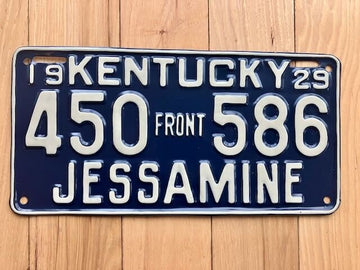 19 KENTUCKY 29
450 FRONT 586
JESSAMINE